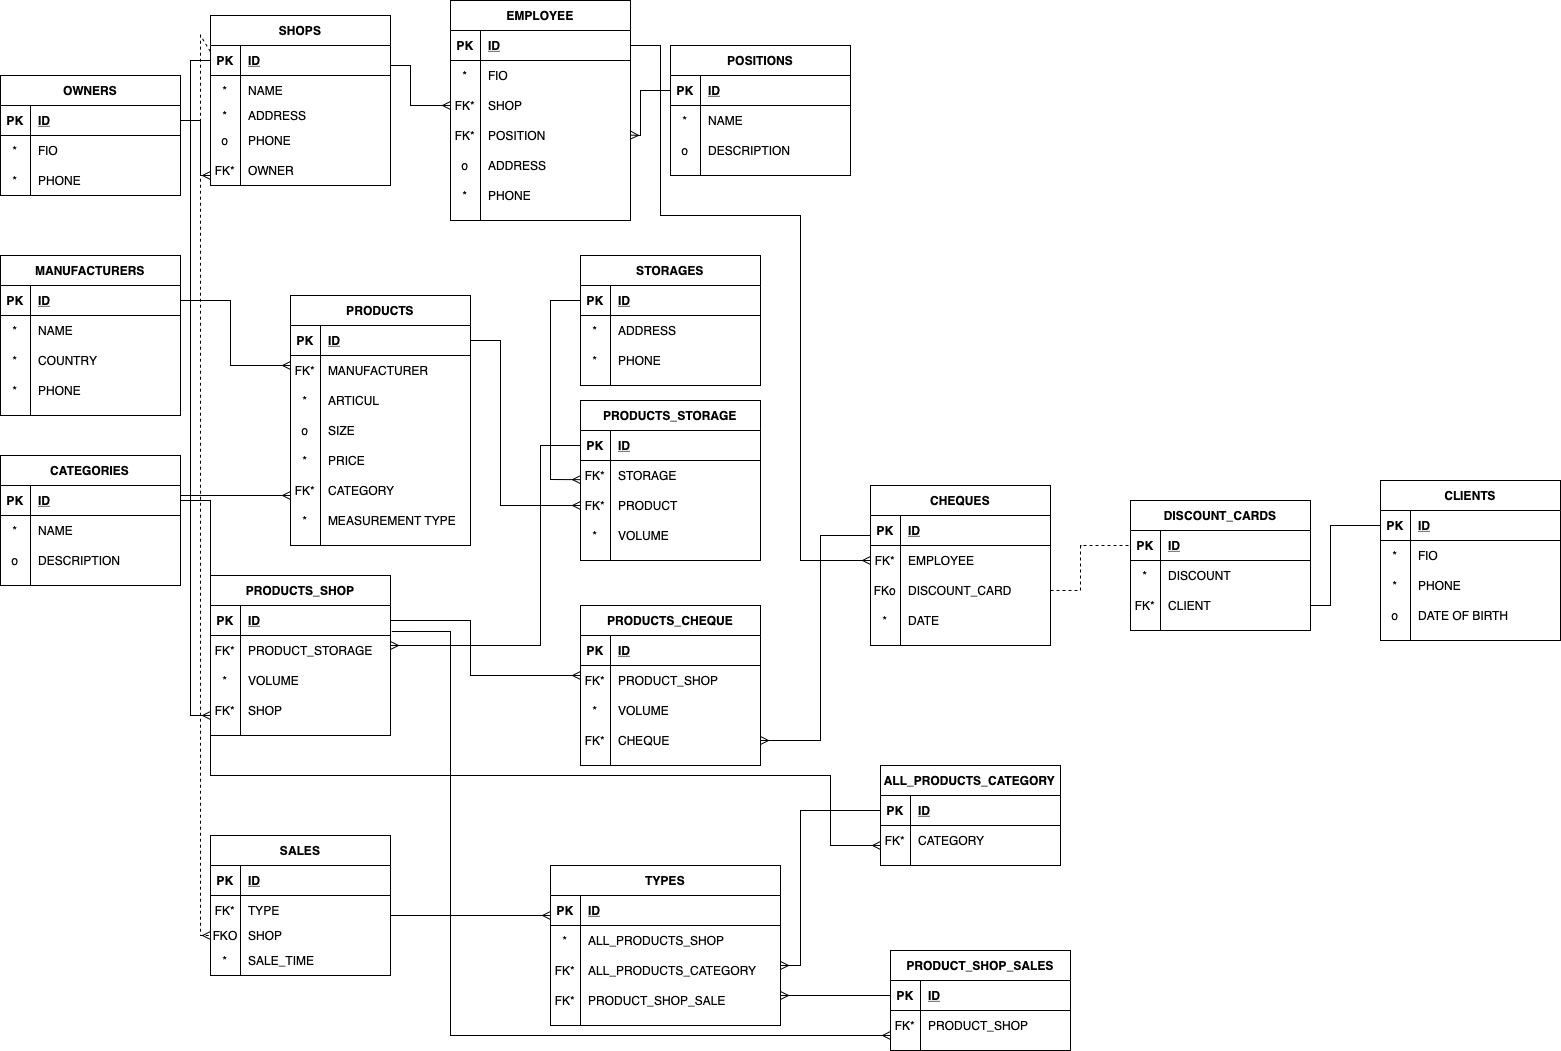 SHOPS
PK ID
* NAME
* ADDRESS
o PHONE
FK* OWNER
EMPLOYEE
PK ID
* FIO
FK* SHOP
FK* POSITION
o ADDRESS
* PHONE
POSITIONS
PK ID
* NAME
o DESCRIPTION
OWNERS
PK ID
* FIO
* PHONE
MANUFACTURERS
PK ID
* NAME
* COUNTRY
* PHONE
PRODUCTS
PK ID
FK* MANUFACTURER
* ARTICUL
o SIZE
* PRICE
FK* CATEGORY
* MEASUREMENT TYPE
STORAGES
PK ID
* ADDRESS
* PHONE
PRODUCTS_STORAGE
PK ID
FK* STORAGE
FK* PRODUCT
* VOLUME
CATEGORIES
PK ID
* NAME
o DESCRIPTION
CHEQUES
PK ID
FK* EMPLOYEE
FKo DISCOUNT_CARD
* DATE
DISCOUNT_CARDS
PK ID
* DISCOUNT
FK* CLIENT
CLIENTS
PK ID
* FIO
* PHONE
o DATE OF BIRTH
PRODUCTS_SHOP
PK ID
FK* PRODUCT_STORAGE
* VOLUME
FK* SHOP
PRODUCTS_CHEQUE
PK ID
FK* PRODUCT_SHOP
* VOLUME
FK* CHEQUE
ALL_PRODUCTS_CATEGORY
PK ID
FK* CATEGORY
SALES
PK ID
FK* TYPE
FKO SHOP
* SALE_TIME
TYPES
PK ID
* ALL_PRODUCTS_SHOP
FK* ALL_PRODUCTS_CATEGORY
FK* PRODUCT_SHOP_SALE
PRODUCT_SHOP_SALES
PK ID
FK* PRODUCT_SHOP